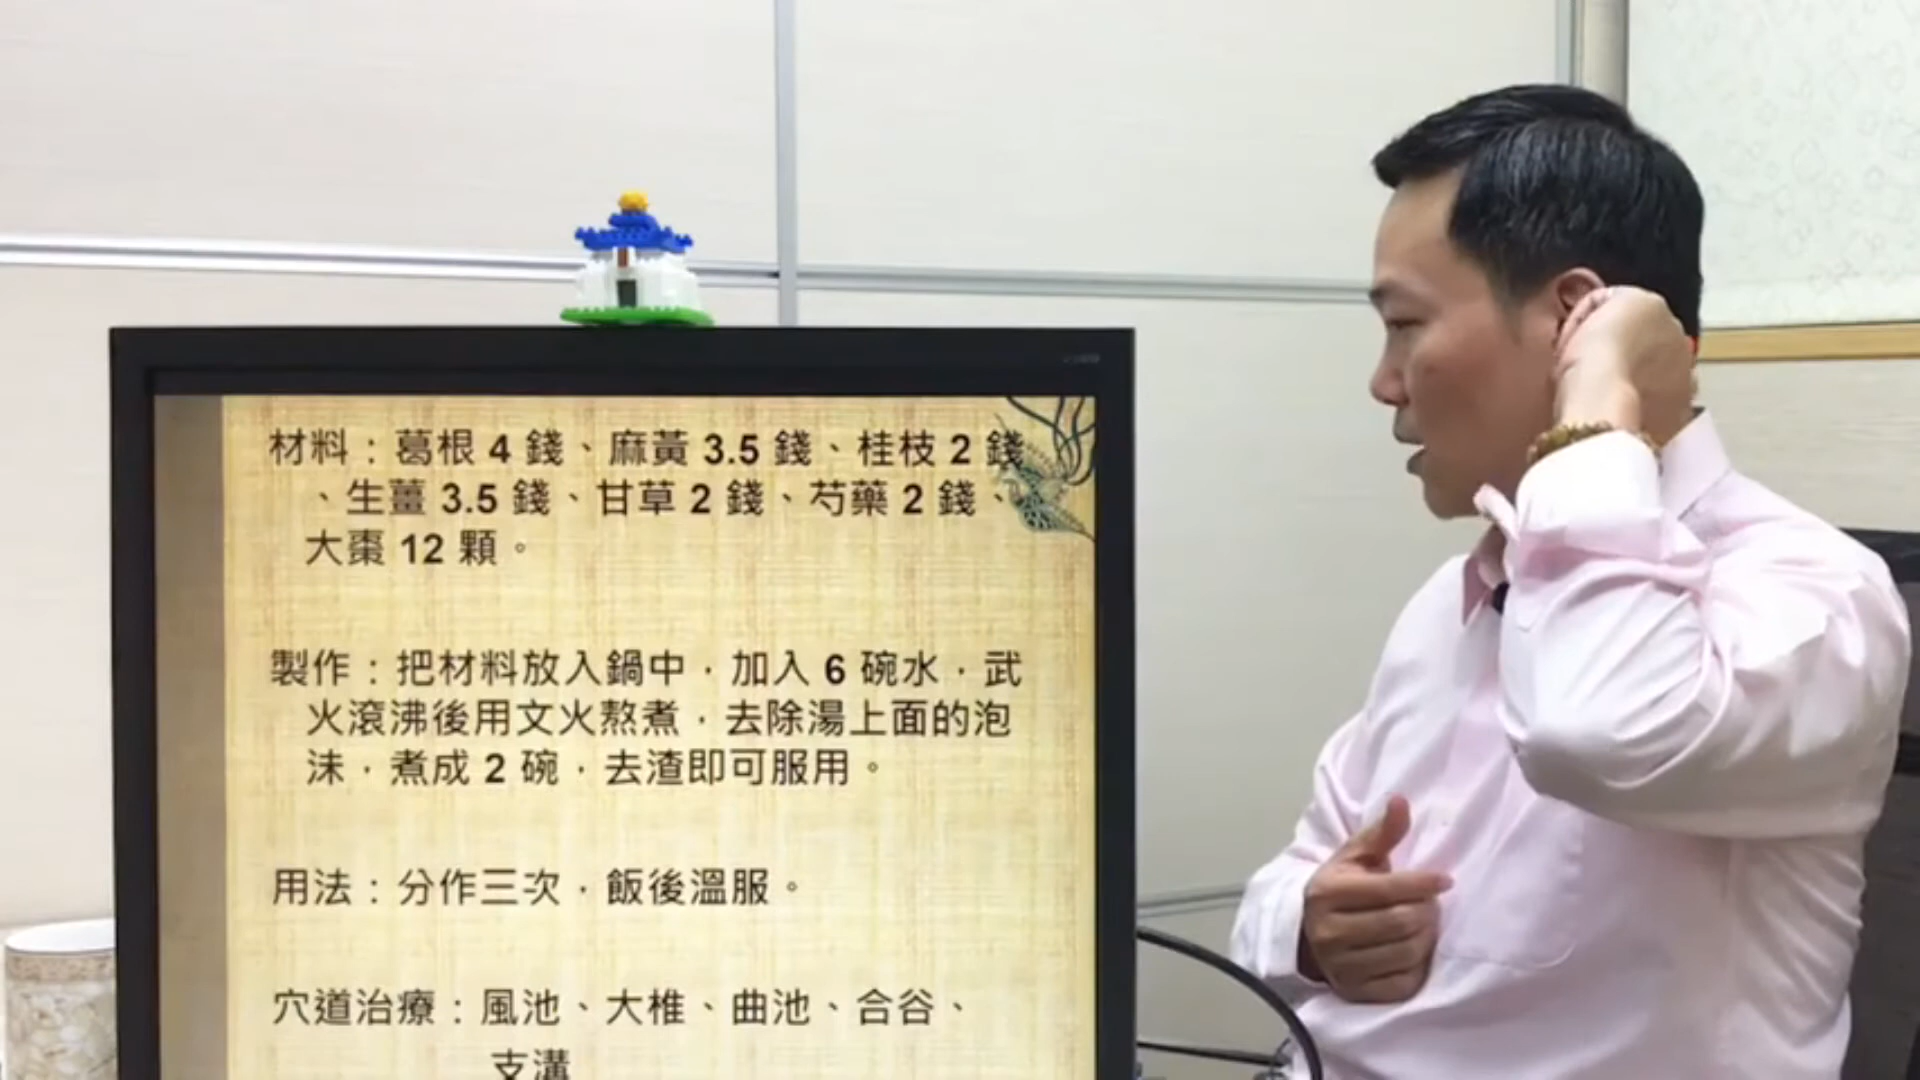 材料：葛根 4 錢、麻黃 3.5 錢、桂枝 2 錢
、生薑 3.5 錢、甘草 2 錢、芍藥 2 錢、
大棗 12 顆。
製作：把材料放入鍋中，加入 6 碗水，武
火滾沸後用文火熬煮，去除湯上面的泡
沫，煮成 2 碗，去渣即可服用。
用法：分作三次，飯後溫服。
穴道治療：風池、大椎、曲池、合谷、
支溝